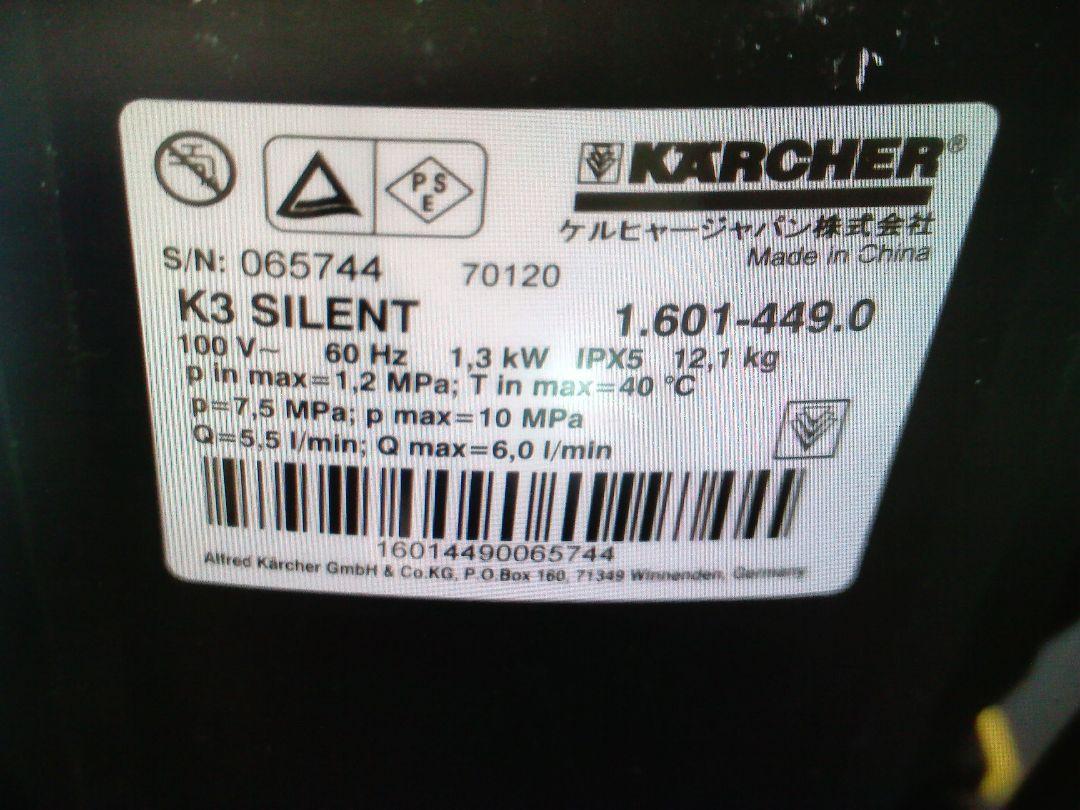 KÄRCHER®
P S
E
ケルヒャージャパン株式会社
Made in China
S/N: 065744 70120
K3 SILENT 1.601-449.0
100 V~ 60 Hz 1,3 kW IPX5 12,1 kg
p in max=1,2 MPa; T in max=40 °C
p=7,5 MPa; p max=10 MPa
Q=5,5 l/min; Q max=6,0 l/min
16014490065744
Alfred Kärcher GmbH & Co.KG, P.O.Box 160, 71349 Winnenden, Germany